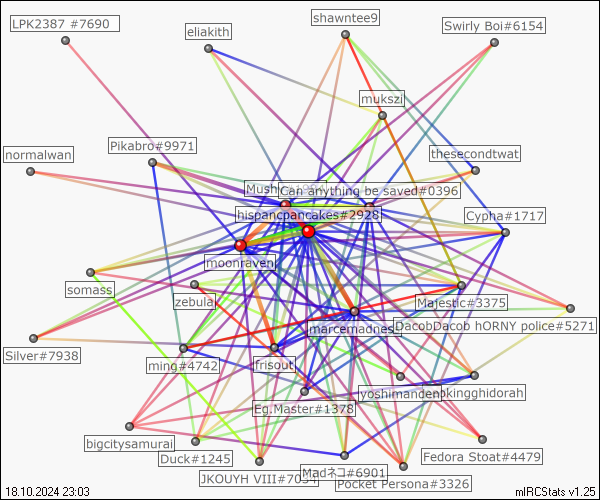 LPK2387 #7690
eliakith
shawntee9
Swirly Boi#6154
mukszi
Pikabro#9971
normalwan
thesecondtwat
Can anything be saved#0396
hispancpancakes#2928
Cypha#1717
moonraven
somass
zebula
Majestic#3375
marcemadness
DacobDacob hORNY police#5271
Silver#7938
ming#4742
frisout
yoshimanden
kingghidorah
Eg.Master#1378
bigcitysamurai
Duck#1245
JKOUYH VIII#7034
Madネコ#6901
Pocket Persona#3326
Fedora Stoat#4479
18.10.2024 23:03
mIRCStats v1.25